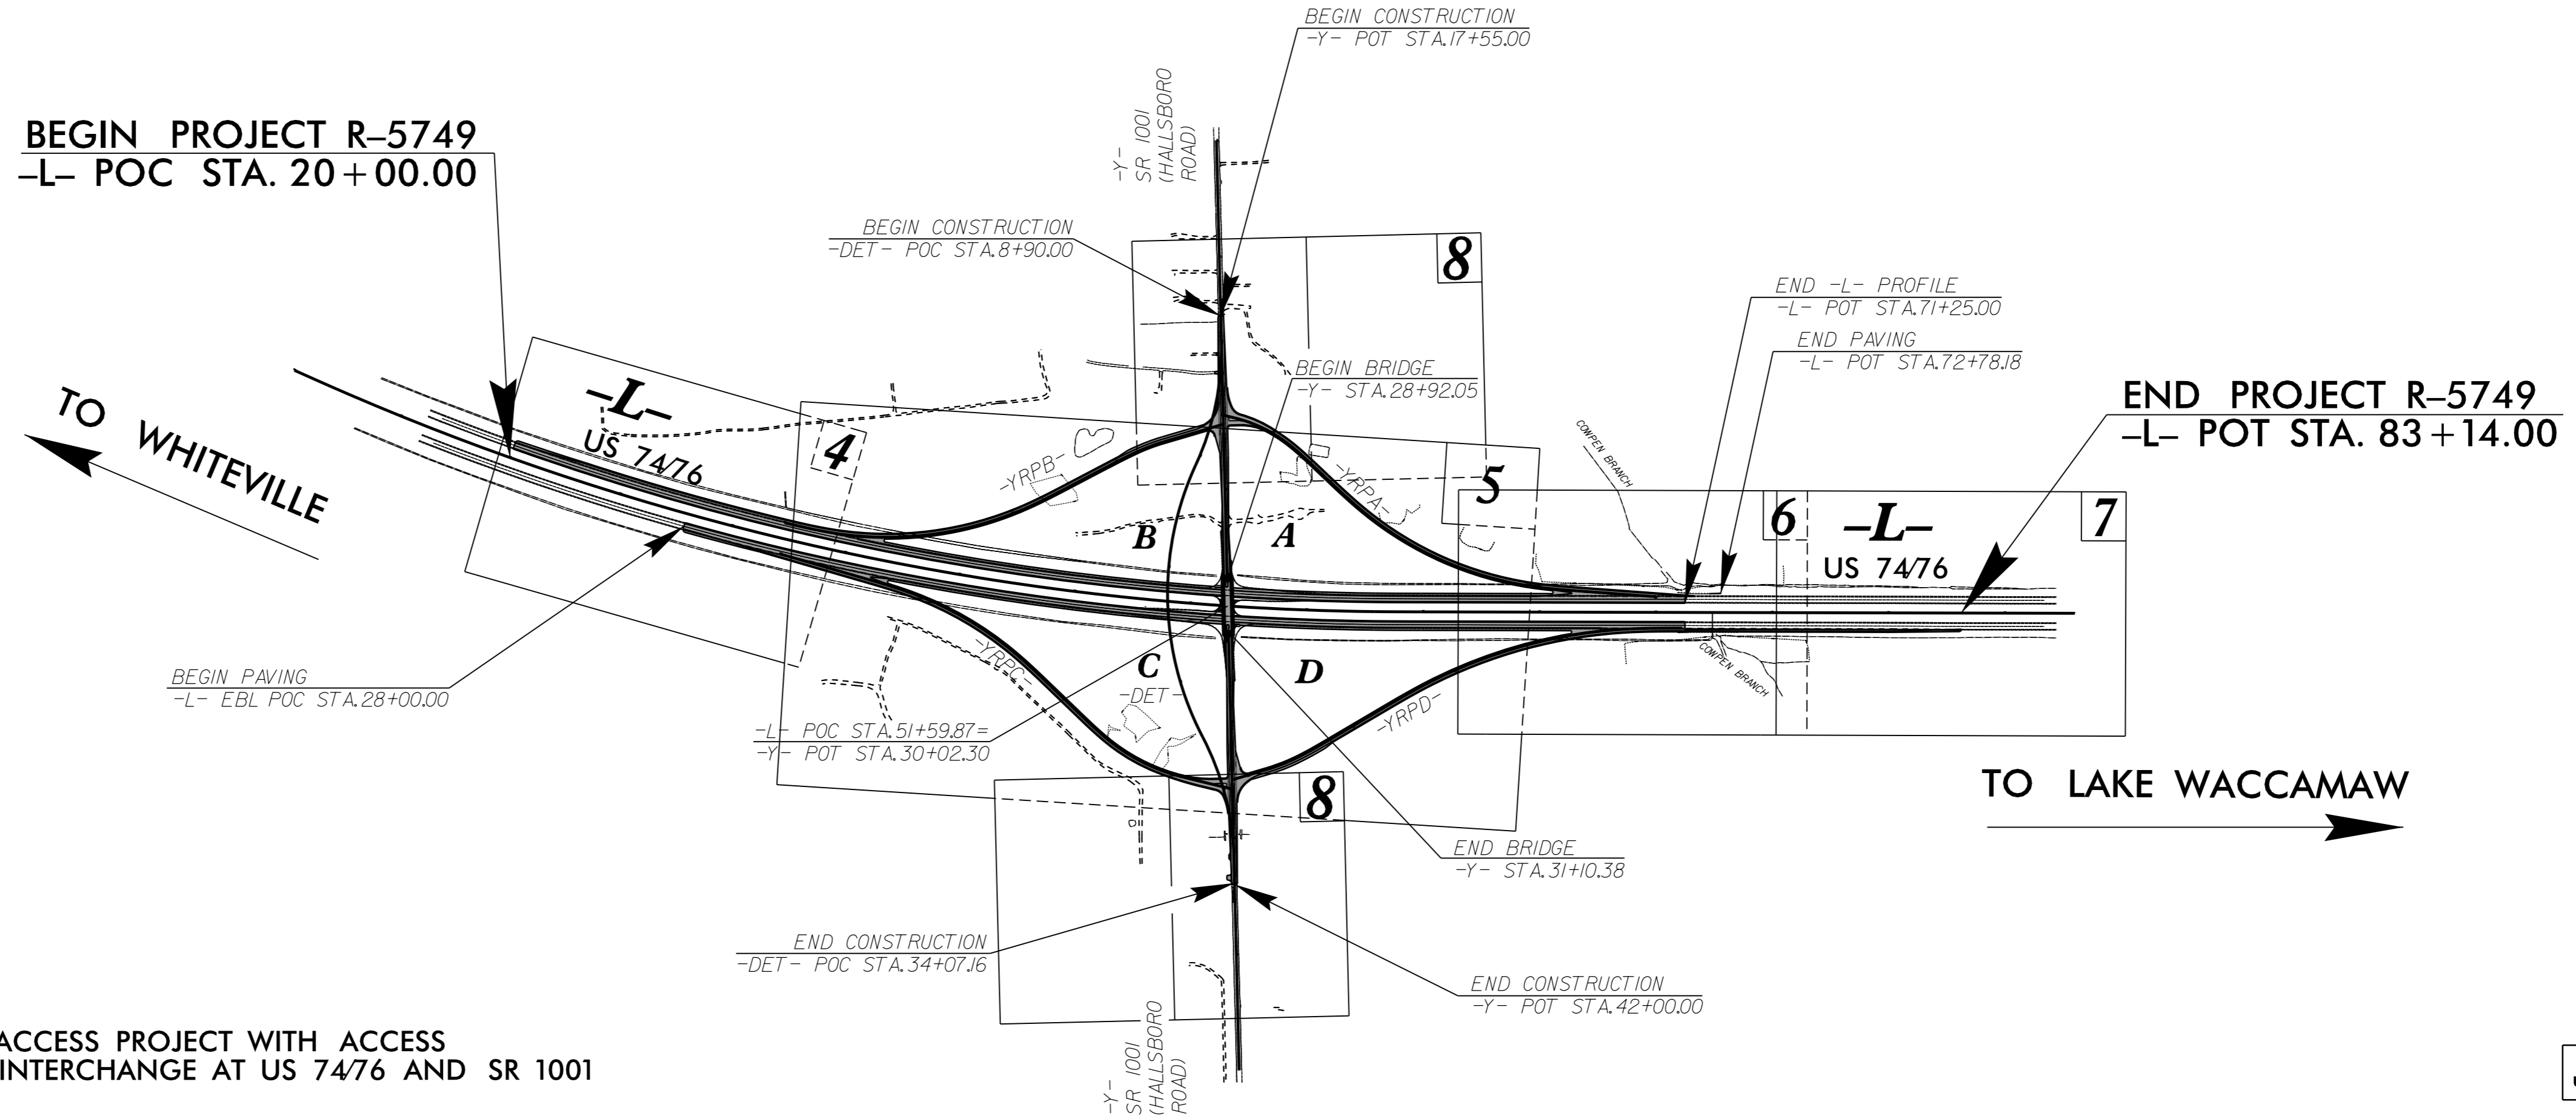 BEGIN CONSTRUCTION
-Y- POT STA.17+55.00
-Y-
SR 1001
(HALLSBORO
ROAD)
BEGIN PROJECT R–5749
–L– POC STA. 20+00.00
BEGIN CONSTRUCTION
-DET- POC STA.8+90.00
8
END -L- PROFILE
-L- POT STA.71+25.00
END PAVING
-L- POT STA.72+78.18
BEGIN BRIDGE
-Y- STA.28+92.05
END PROJECT R–5749
–L– POT STA. 83+14.00
TO WHITEVILLE
–L–
US 74/76
4
-YRPB-
-YRPA-
5
COWPEN BRANCH
6
–L–
US 74/76
7
B
A
C
D
-YRPC-
-DET-
-YRPD-
COWPEN BRANCH
BEGIN PAVING
-L- EBL POC STA.28+00.00
-L- POC STA.51+59.87=
-Y- POT STA.30+02.30
8
TO LAKE WACCAMAW
END BRIDGE
-Y- STA.31+10.38
END CONSTRUCTION
-DET- POC STA.34+07.16
END CONSTRUCTION
-Y- POT STA.42+00.00
-Y-
SR 1001
(HALLSBORO
ROAD)
ACCESS PROJECT WITH ACCESS
INTERCHANGE AT US 74/76 AND SR 1001